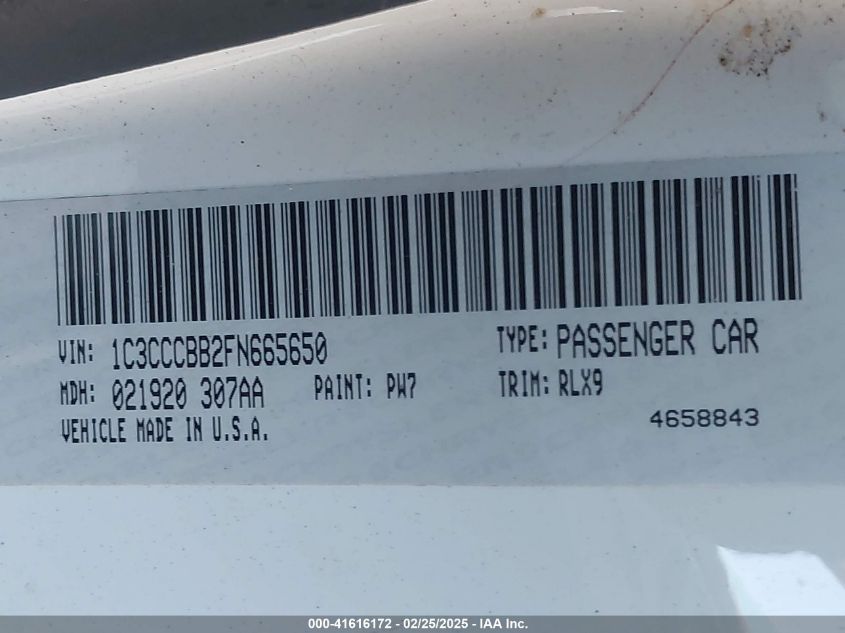 VIN: 1C3CCCBB2FN665650 TYPE: PASSENGER CAR
MDH: 021920 307AA PAINT: PW7 TRIM: RLX9
VEHICLE MADE IN U.S.A. 4658843
000-41616172 - 02/25/2025 - IAA Inc.